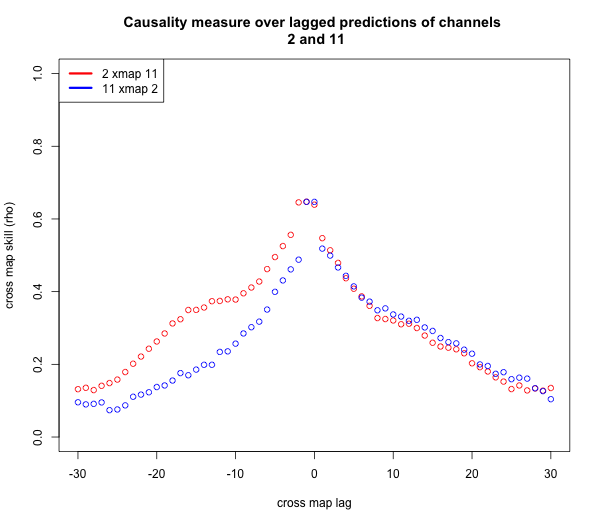 Causality measure over lagged predictions of channels
2 and 11
2 xmap 11
11 xmap 2
1.0
0.8
0.6
0.4
0.2
0.0
cross map skill (rho)
-30
-20
-10
0
10
20
30
cross map lag